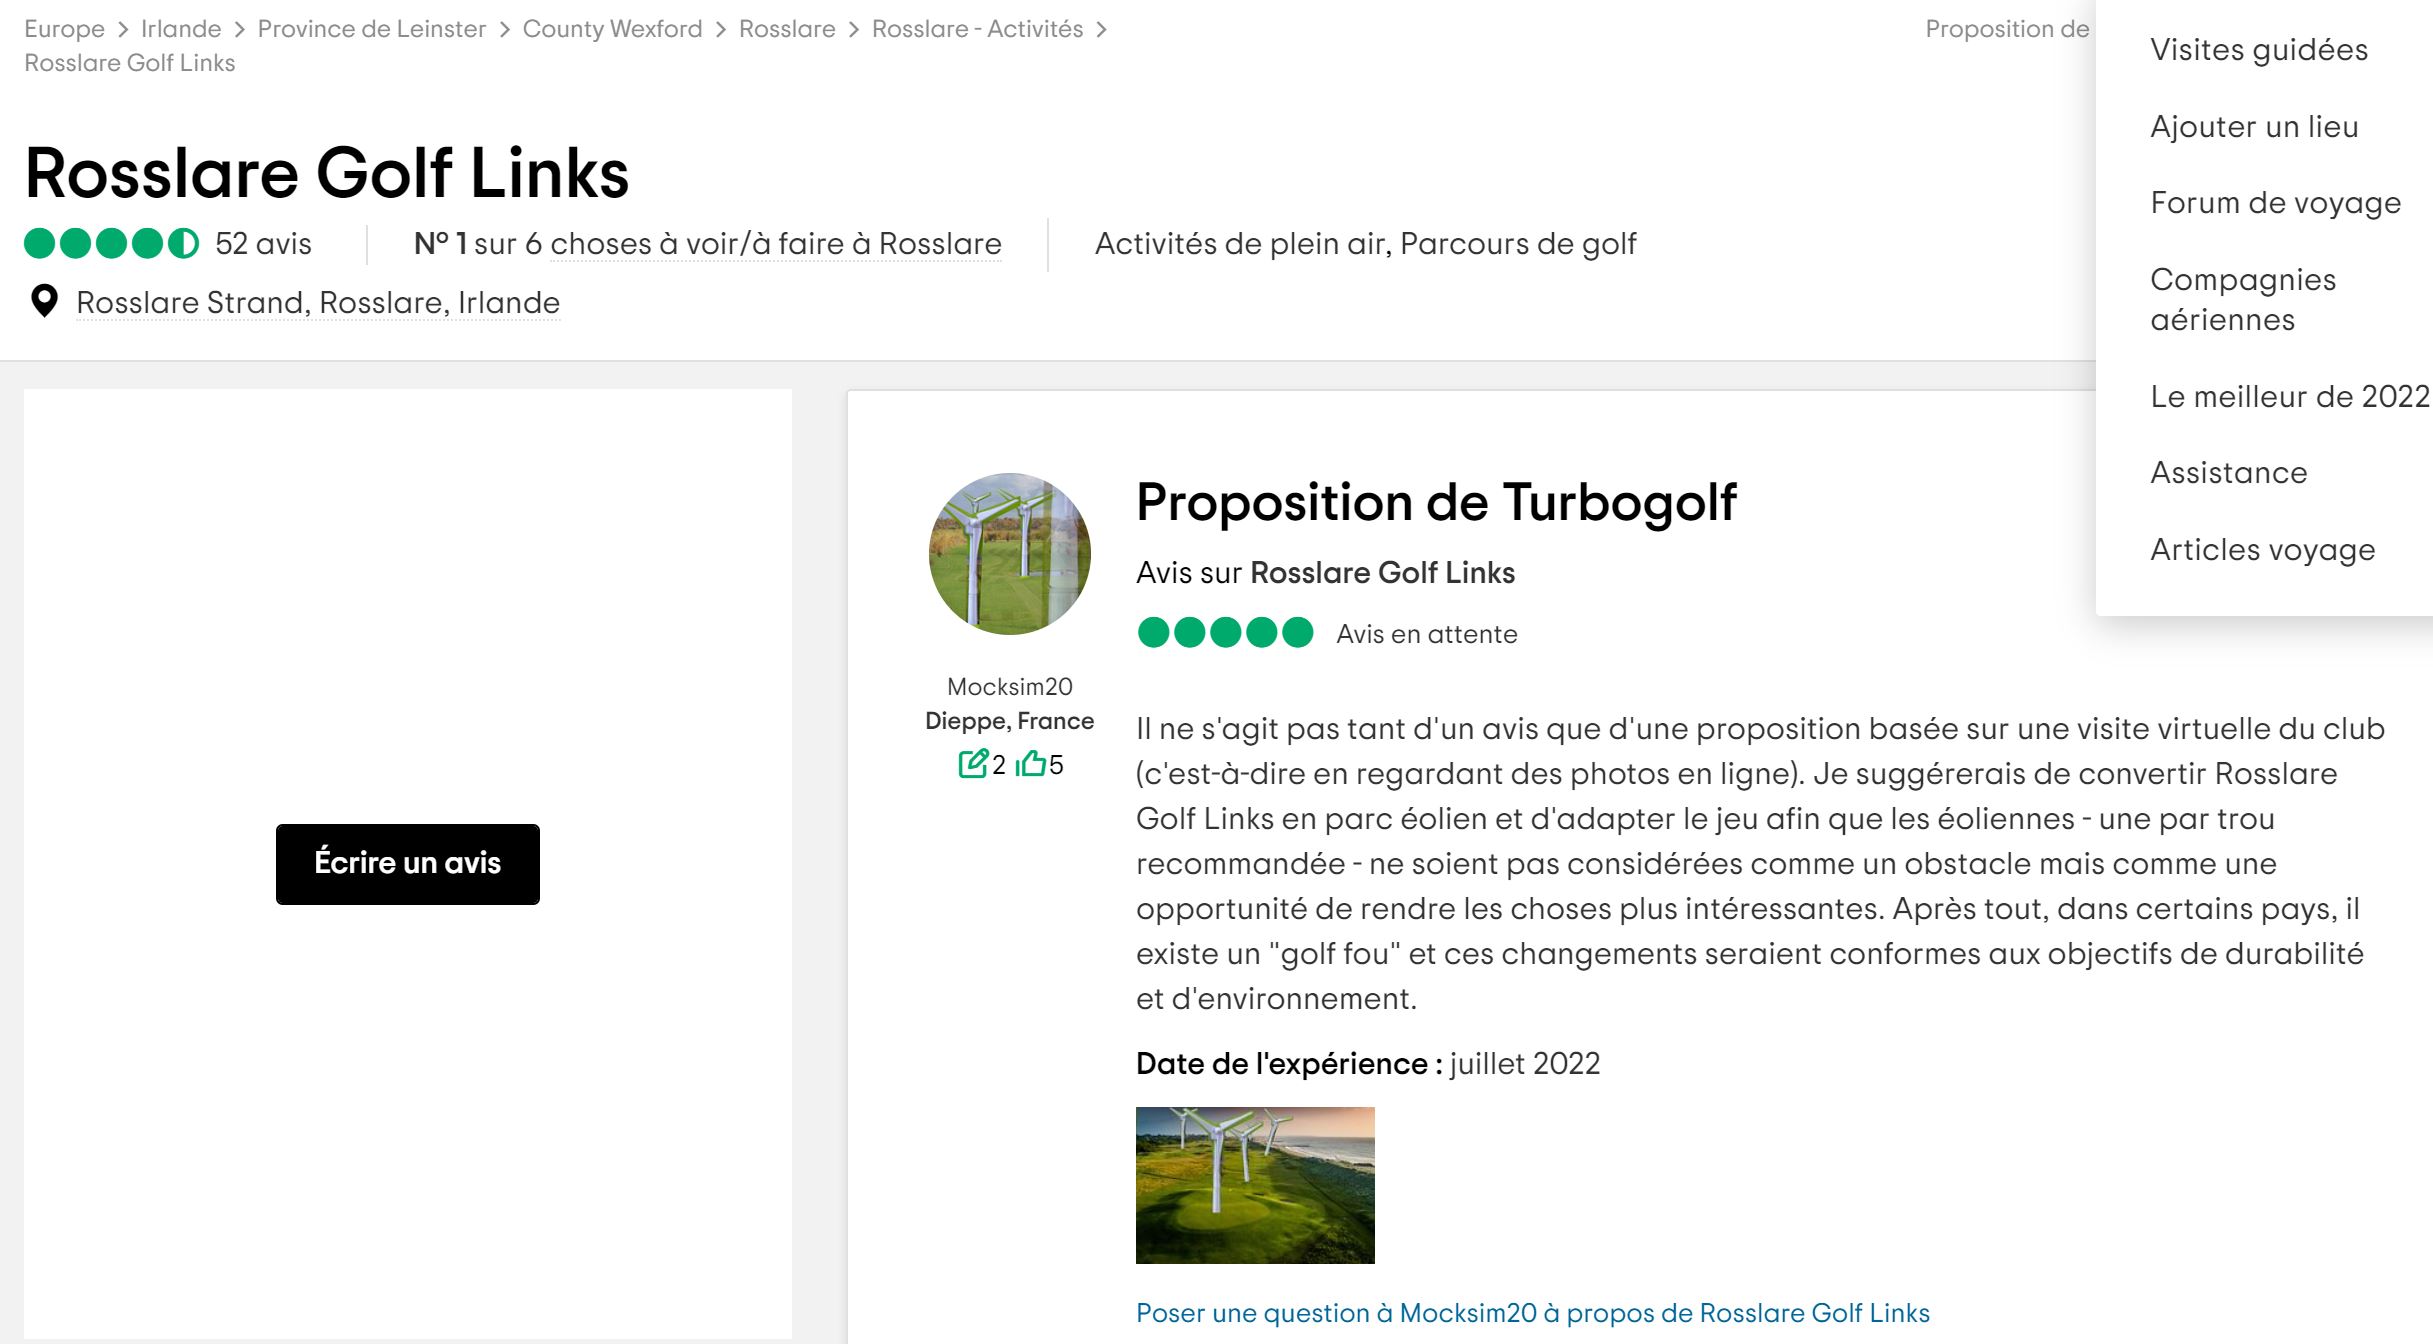 Europe > Irlande > Province de Leinster > County Wexford > Rosslare > Rosslare - Activités >
Rosslare Golf Links
Proposition de
Visites guidées
Ajouter un lieu
Forum de voyage
Compagnies
aériennes
Le meilleur de 2022
Assistance
Articles voyage
Rosslare Golf Links
52 avis
Nº 1 sur 6 choses à voir/à faire à Rosslare
Activités de plein air, Parcours de golf
Rosslare Strand, Rosslare, Irlande
Écrire un avis
Mocksim20
Dieppe, France
2 5
Proposition de Turbogolf
Avis sur Rosslare Golf Links
Avis en attente
Il ne s'agit pas tant d'un avis que d'une proposition basée sur une visite virtuelle du club
(c'est-à-dire en regardant des photos en ligne). Je suggérerais de convertir Rosslare
Golf Links en parc éolien et d'adapter le jeu afin que les éoliennes - une par trou
recommandée - ne soient pas considérées comme un obstacle mais comme une
opportunité de rendre les choses plus intéressantes. Après tout, dans certains pays, il
existe un "golf fou" et ces changements seraient conformes aux objectifs de durabilité
et d'environnement.
Date de l'expérience : juillet 2022
Poser une question à Mocksim20 à propos de Rosslare Golf Links